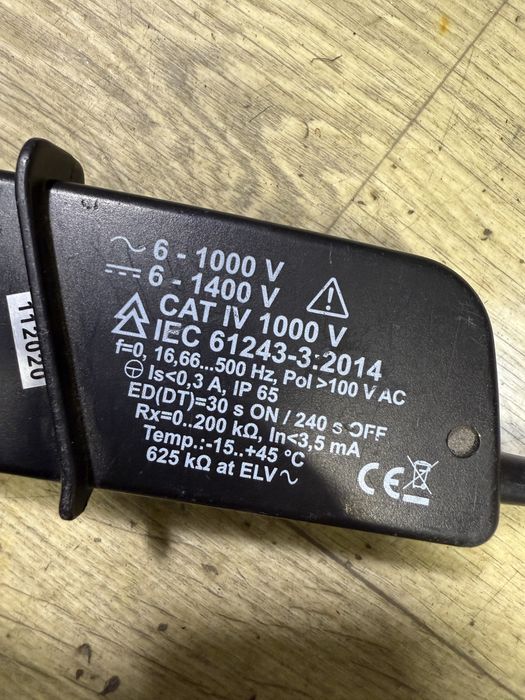 ~ 6 - 1000 V
⎓ 6 - 1400 V
CAT IV 1000 V
IEC 61243-3:2014
f=0, 16,66...500 Hz, Pol >100 V AC
Is<0,3 A, IP 65
ED(DT)=30 s ON / 240 s OFF
Rx=0..200 kΩ, In<3,5 mA
Temp.:-15..+45 °C
625 kΩ at ELV ~
CE
112020